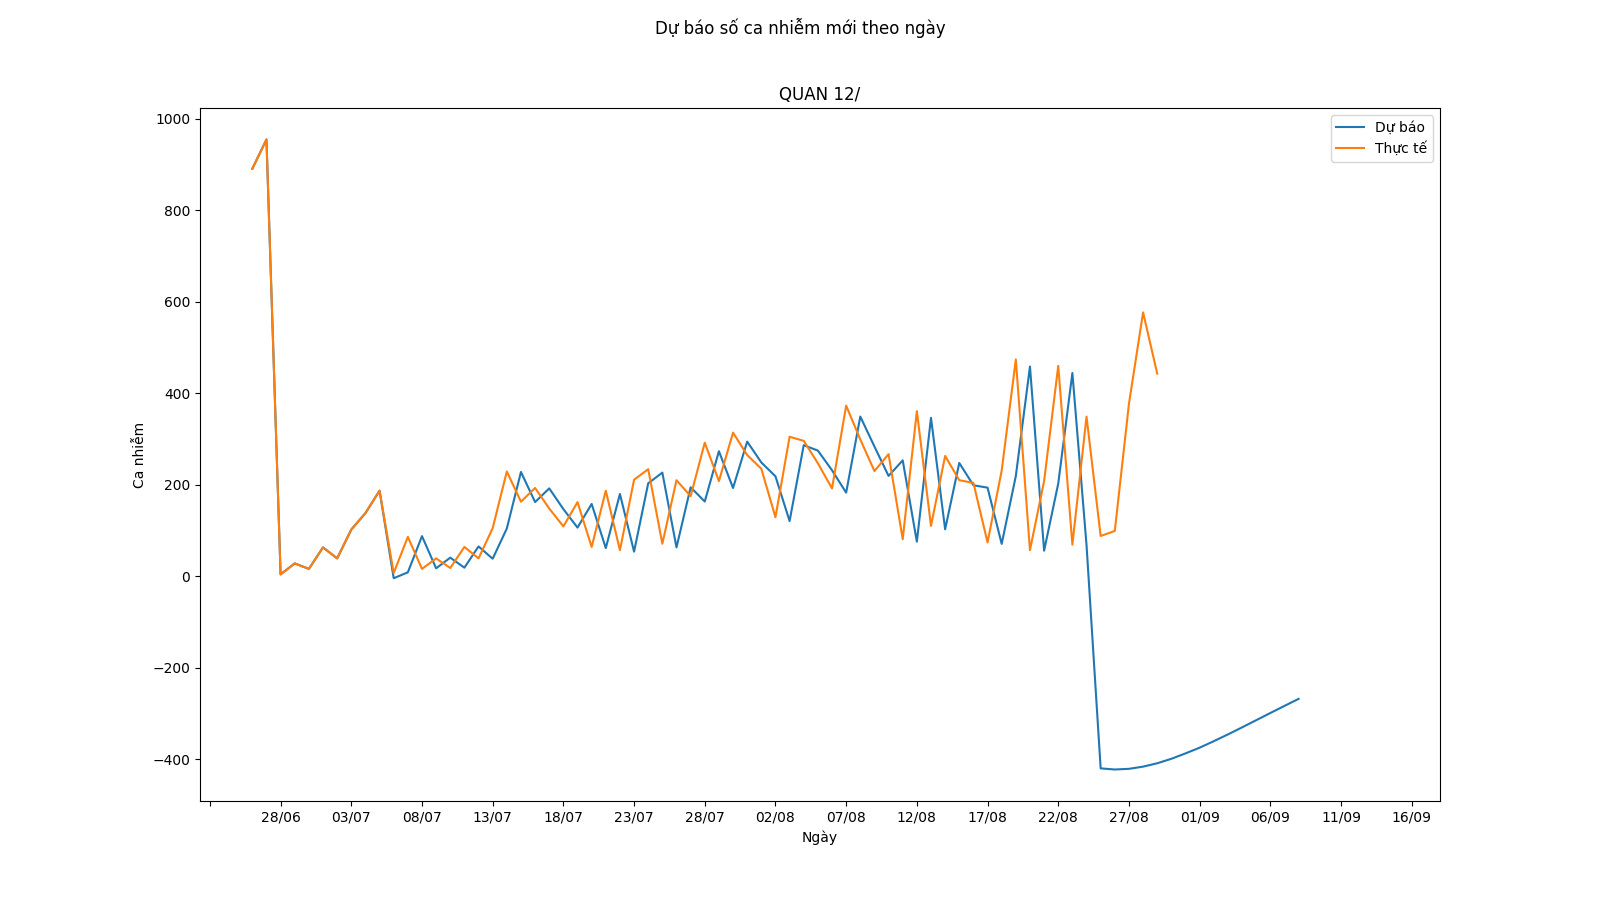 Dự báo số ca nhiễm mới theo ngày
QUAN 12/
Dự báo
Thực tế
1000
800
600
400
200
0
−200
−400
Ca nhiễm
28/06 03/07 08/07 13/07 18/07 23/07 28/07 02/08 07/08 12/08 17/08 22/08 27/08 01/09 06/09 11/09 16/09
Ngày